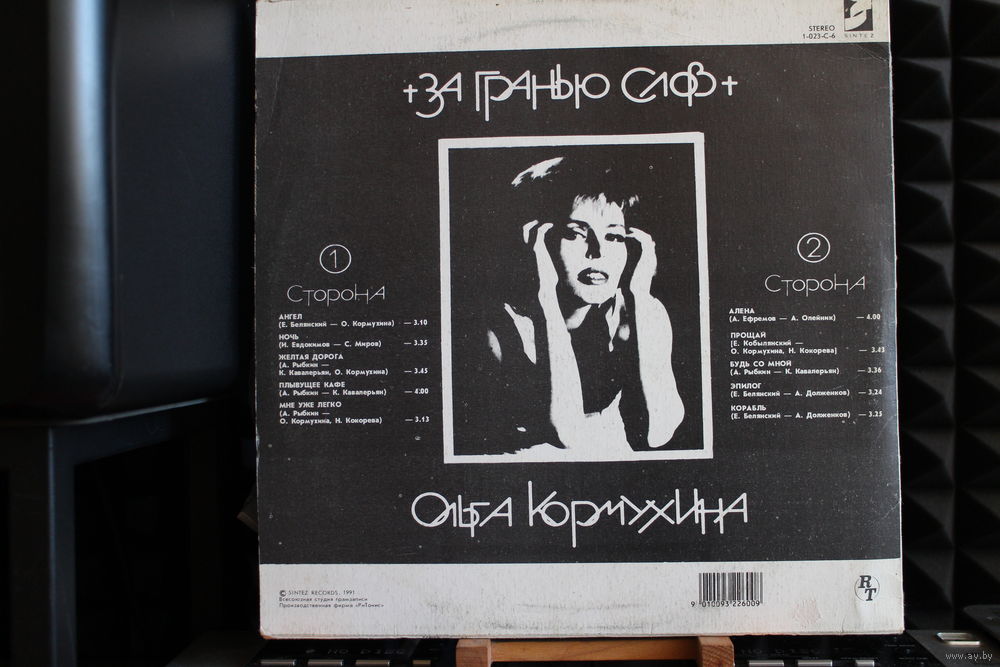 STEREO
1-023-C-6
SINTEZ
+ЗА ГРАНЬЮ СЛОВ+
1
СТОРОНА
АНГЕЛ
(Е. Белянский — О. Кормухина) — 3.10
НОЧЬ
(И. Евдокимов — С. Миров) — 3.35
ЖЕЛТАЯ ДОРОГА
(А. Рыбкин —
К. Кавалерьян, О. Кормухина) — 3.45
ПЛЫВУЩЕЕ КАФЕ
(А. Рыбкин — К. Кавалерьян) — 4:00
МНЕ УЖЕ ЛЕГКО
(А. Рыбкин —
О. Кормухина, Н. Кокорева) — 3.13
2
СТОРОНА
АЛЕНА
(А. Ефремов — А. Олейник) — 4.00
ПРОЩАЙ
[Е. Кобылянский —
О. Кормухина, Н. Кокорева) — 3.43
БУДЬ СО МНОЙ
(А. Рыбкин — К. Кавалерьян) — 3.36
ЭПИЛОГ
(Е. Белянский — А. Долженков) — 3,24
КОРАБЛЬ
(Е. Белянский — А. Долженков) — 3.25
ОЛЬГА КОРМУХИНА
© SINTEZ RECORDS, 1991
Всесоюзная студия грамзаписи
Производственная фирма «РиТонис»
9 010093 226009
RT
NO DISC
NO DISC
www.ay.by